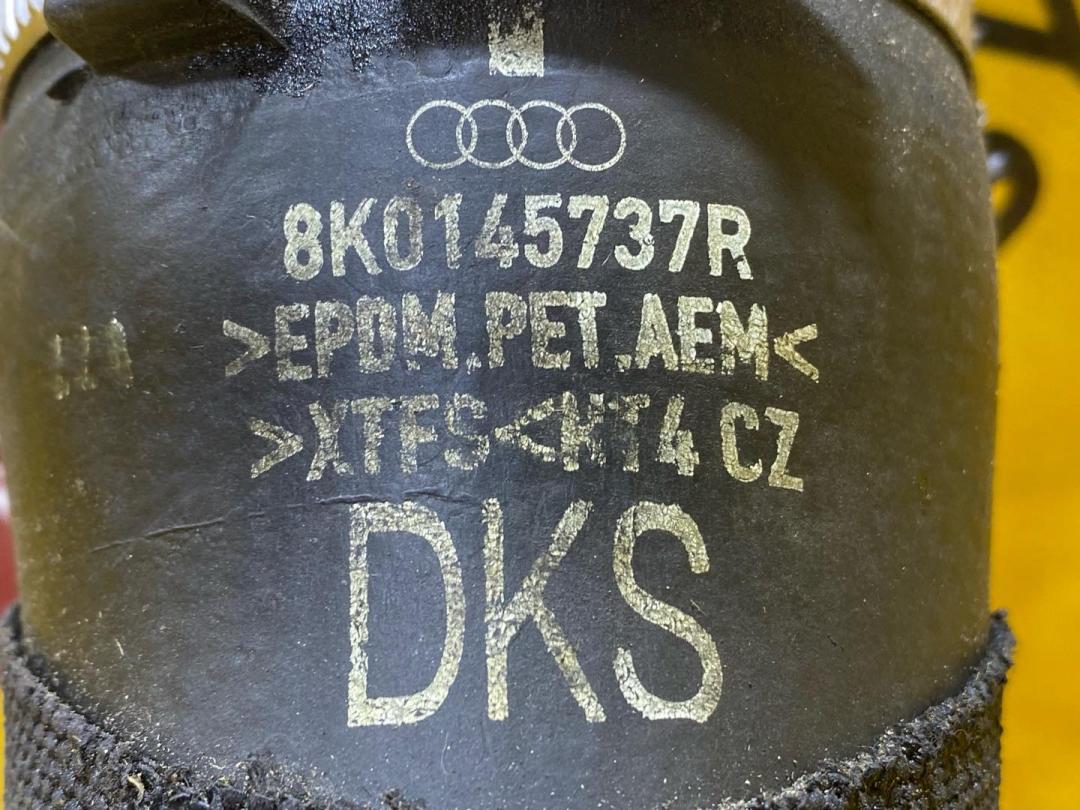 8K0145737R
>EPDM.PET.AEM<
>XTFS<HT4 CZ
DKS